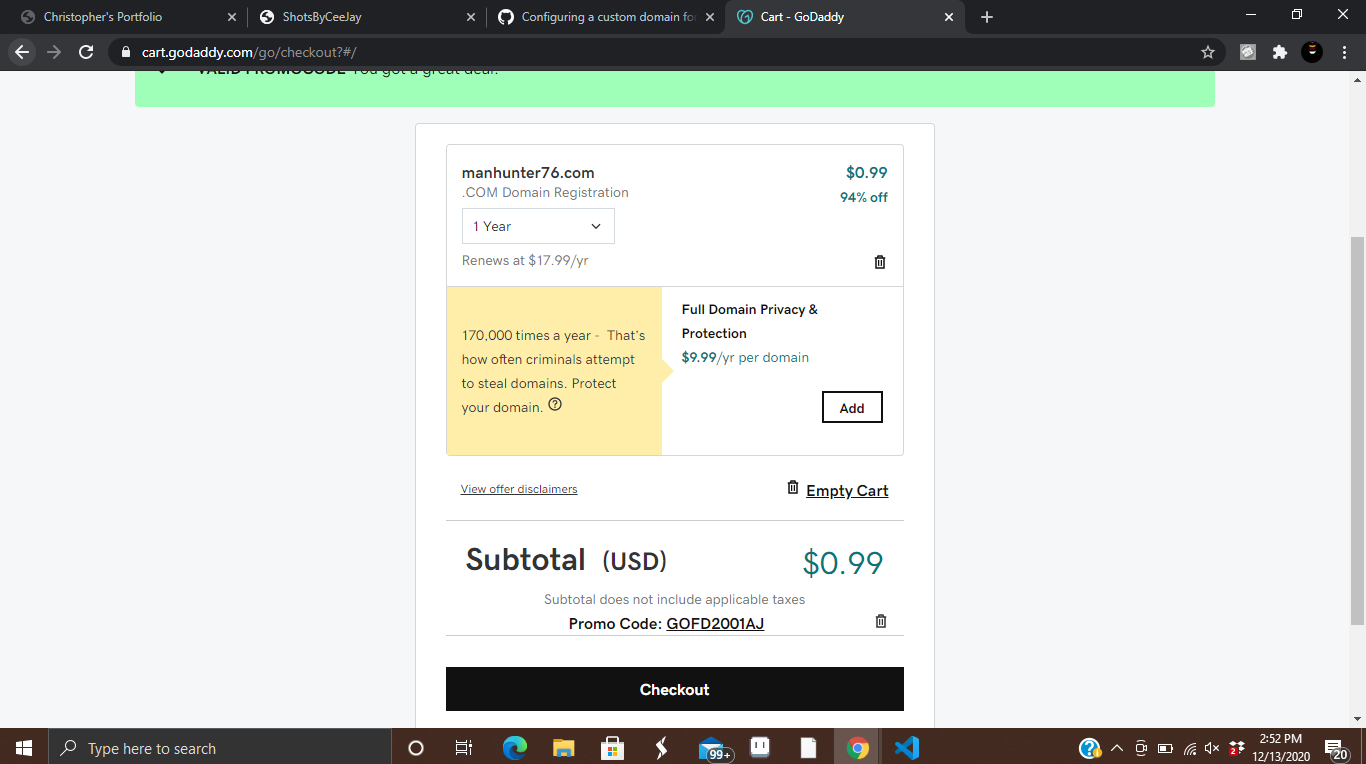 Christopher's Portfolio
ShotsByCeeJay
Configuring a custom domain fo
Cart - GoDaddy
cart.godaddy.com/go/checkout?#/
VALID PROMOCODE You got a great deal!
manhunter76.com
$0.99
.COM Domain Registration
94% off
1 Year
Renews at $17.99/yr
170,000 times a year - That's
how often criminals attempt
to steal domains. Protect
your domain.
Full Domain Privacy &
Protection
$9.99/yr per domain
Add
View offer disclaimers
Empty Cart
Subtotal (USD)
$0.99
Subtotal does not include applicable taxes
Promo Code: GOFD2001AJ
Checkout
Type here to search
99+
2
2:52 PM
12/13/2020
20